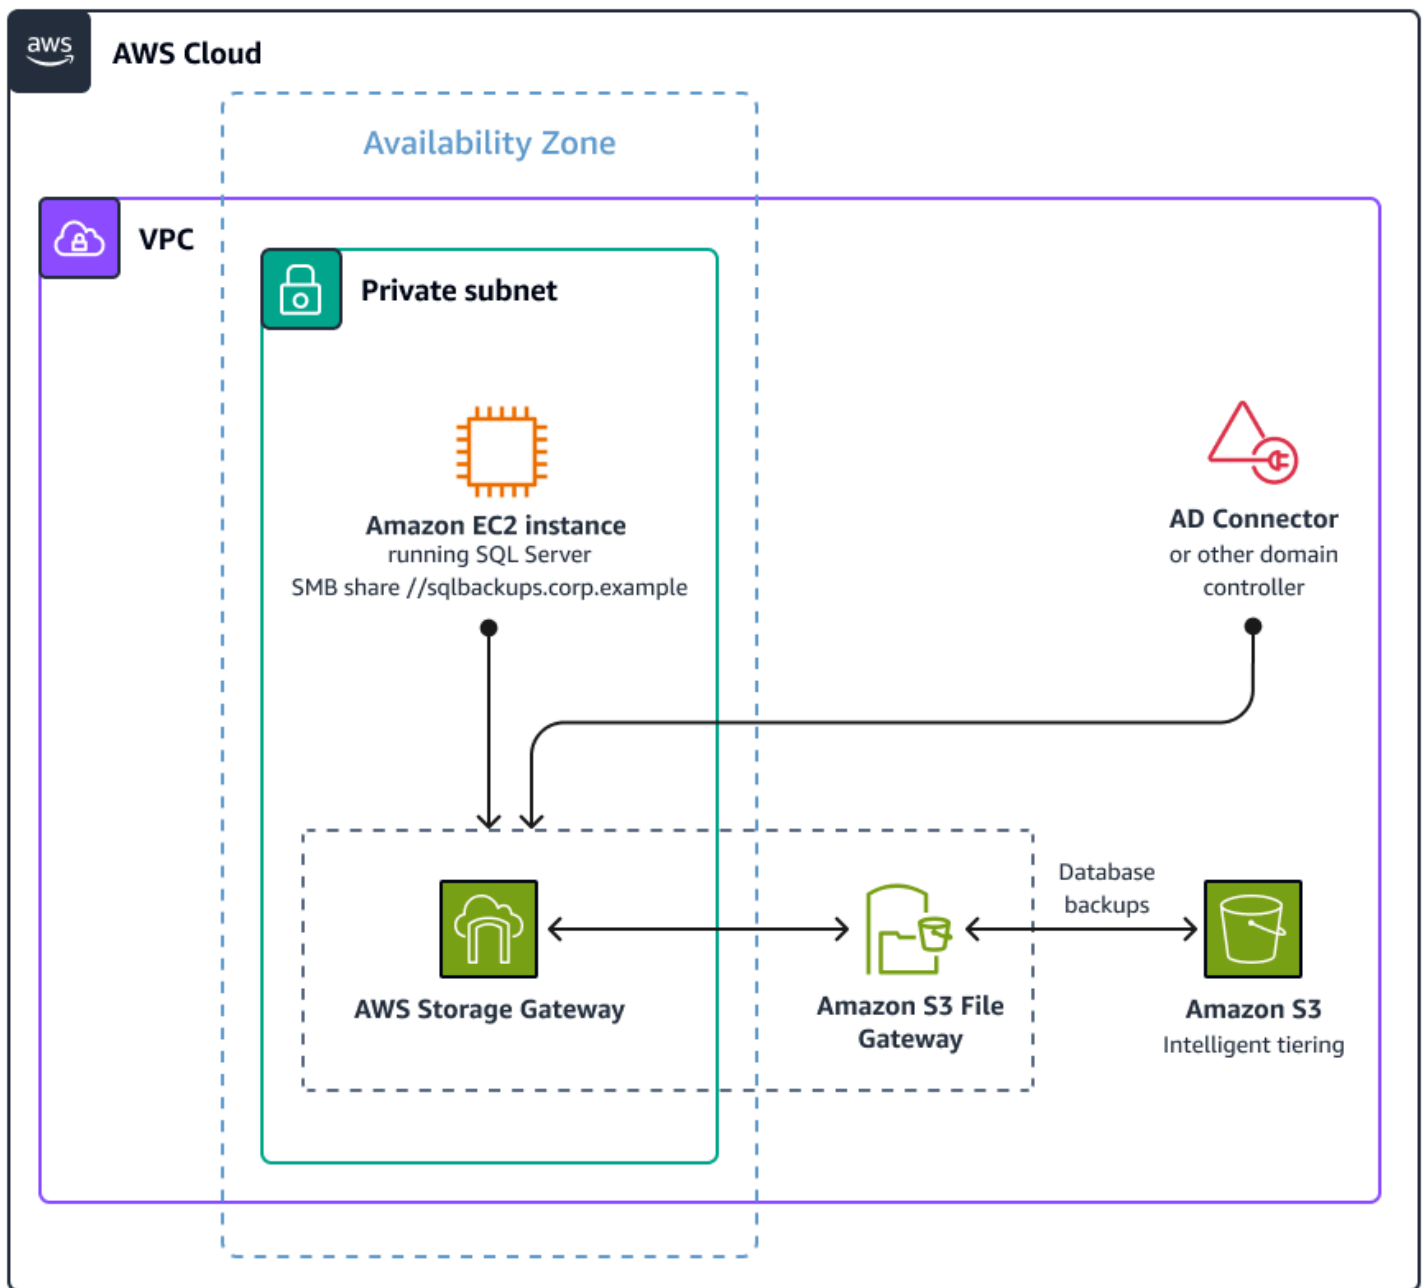 aws
AWS Cloud
Availability Zone
VPC
Private subnet
Amazon EC2 instance
running SQL Server
SMB share //sqlbackups.corp.example
AD Connector
or other domain
controller
Database
backups
AWS Storage Gateway
Amazon S3 File
Gateway
Amazon S3
Intelligent tiering